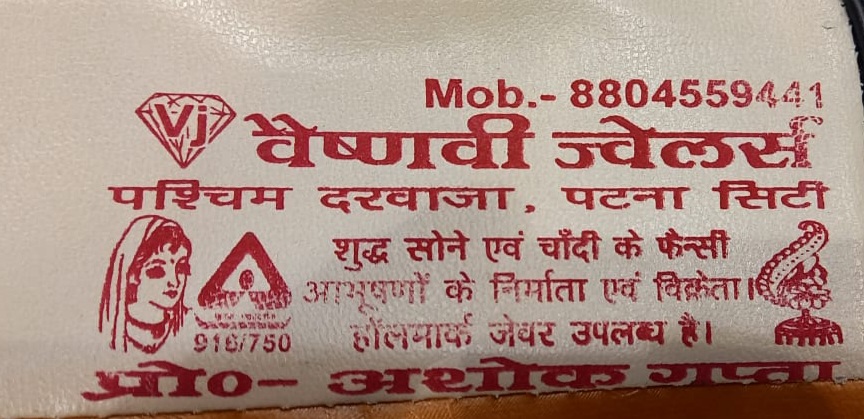 Mob.- 8804559441
Vj
वैष्णवी ज्वेलर्स
पश्चिम दरवाजा, पटना सिटी
शुद्ध सोने एवं चाँदी के फैन्सी
आभूषणों के निर्माता एवं विक्रेता।
हॉलमार्क जेवर उपलब्ध है।
916/750
प्रो०- अशोक गुप्ता